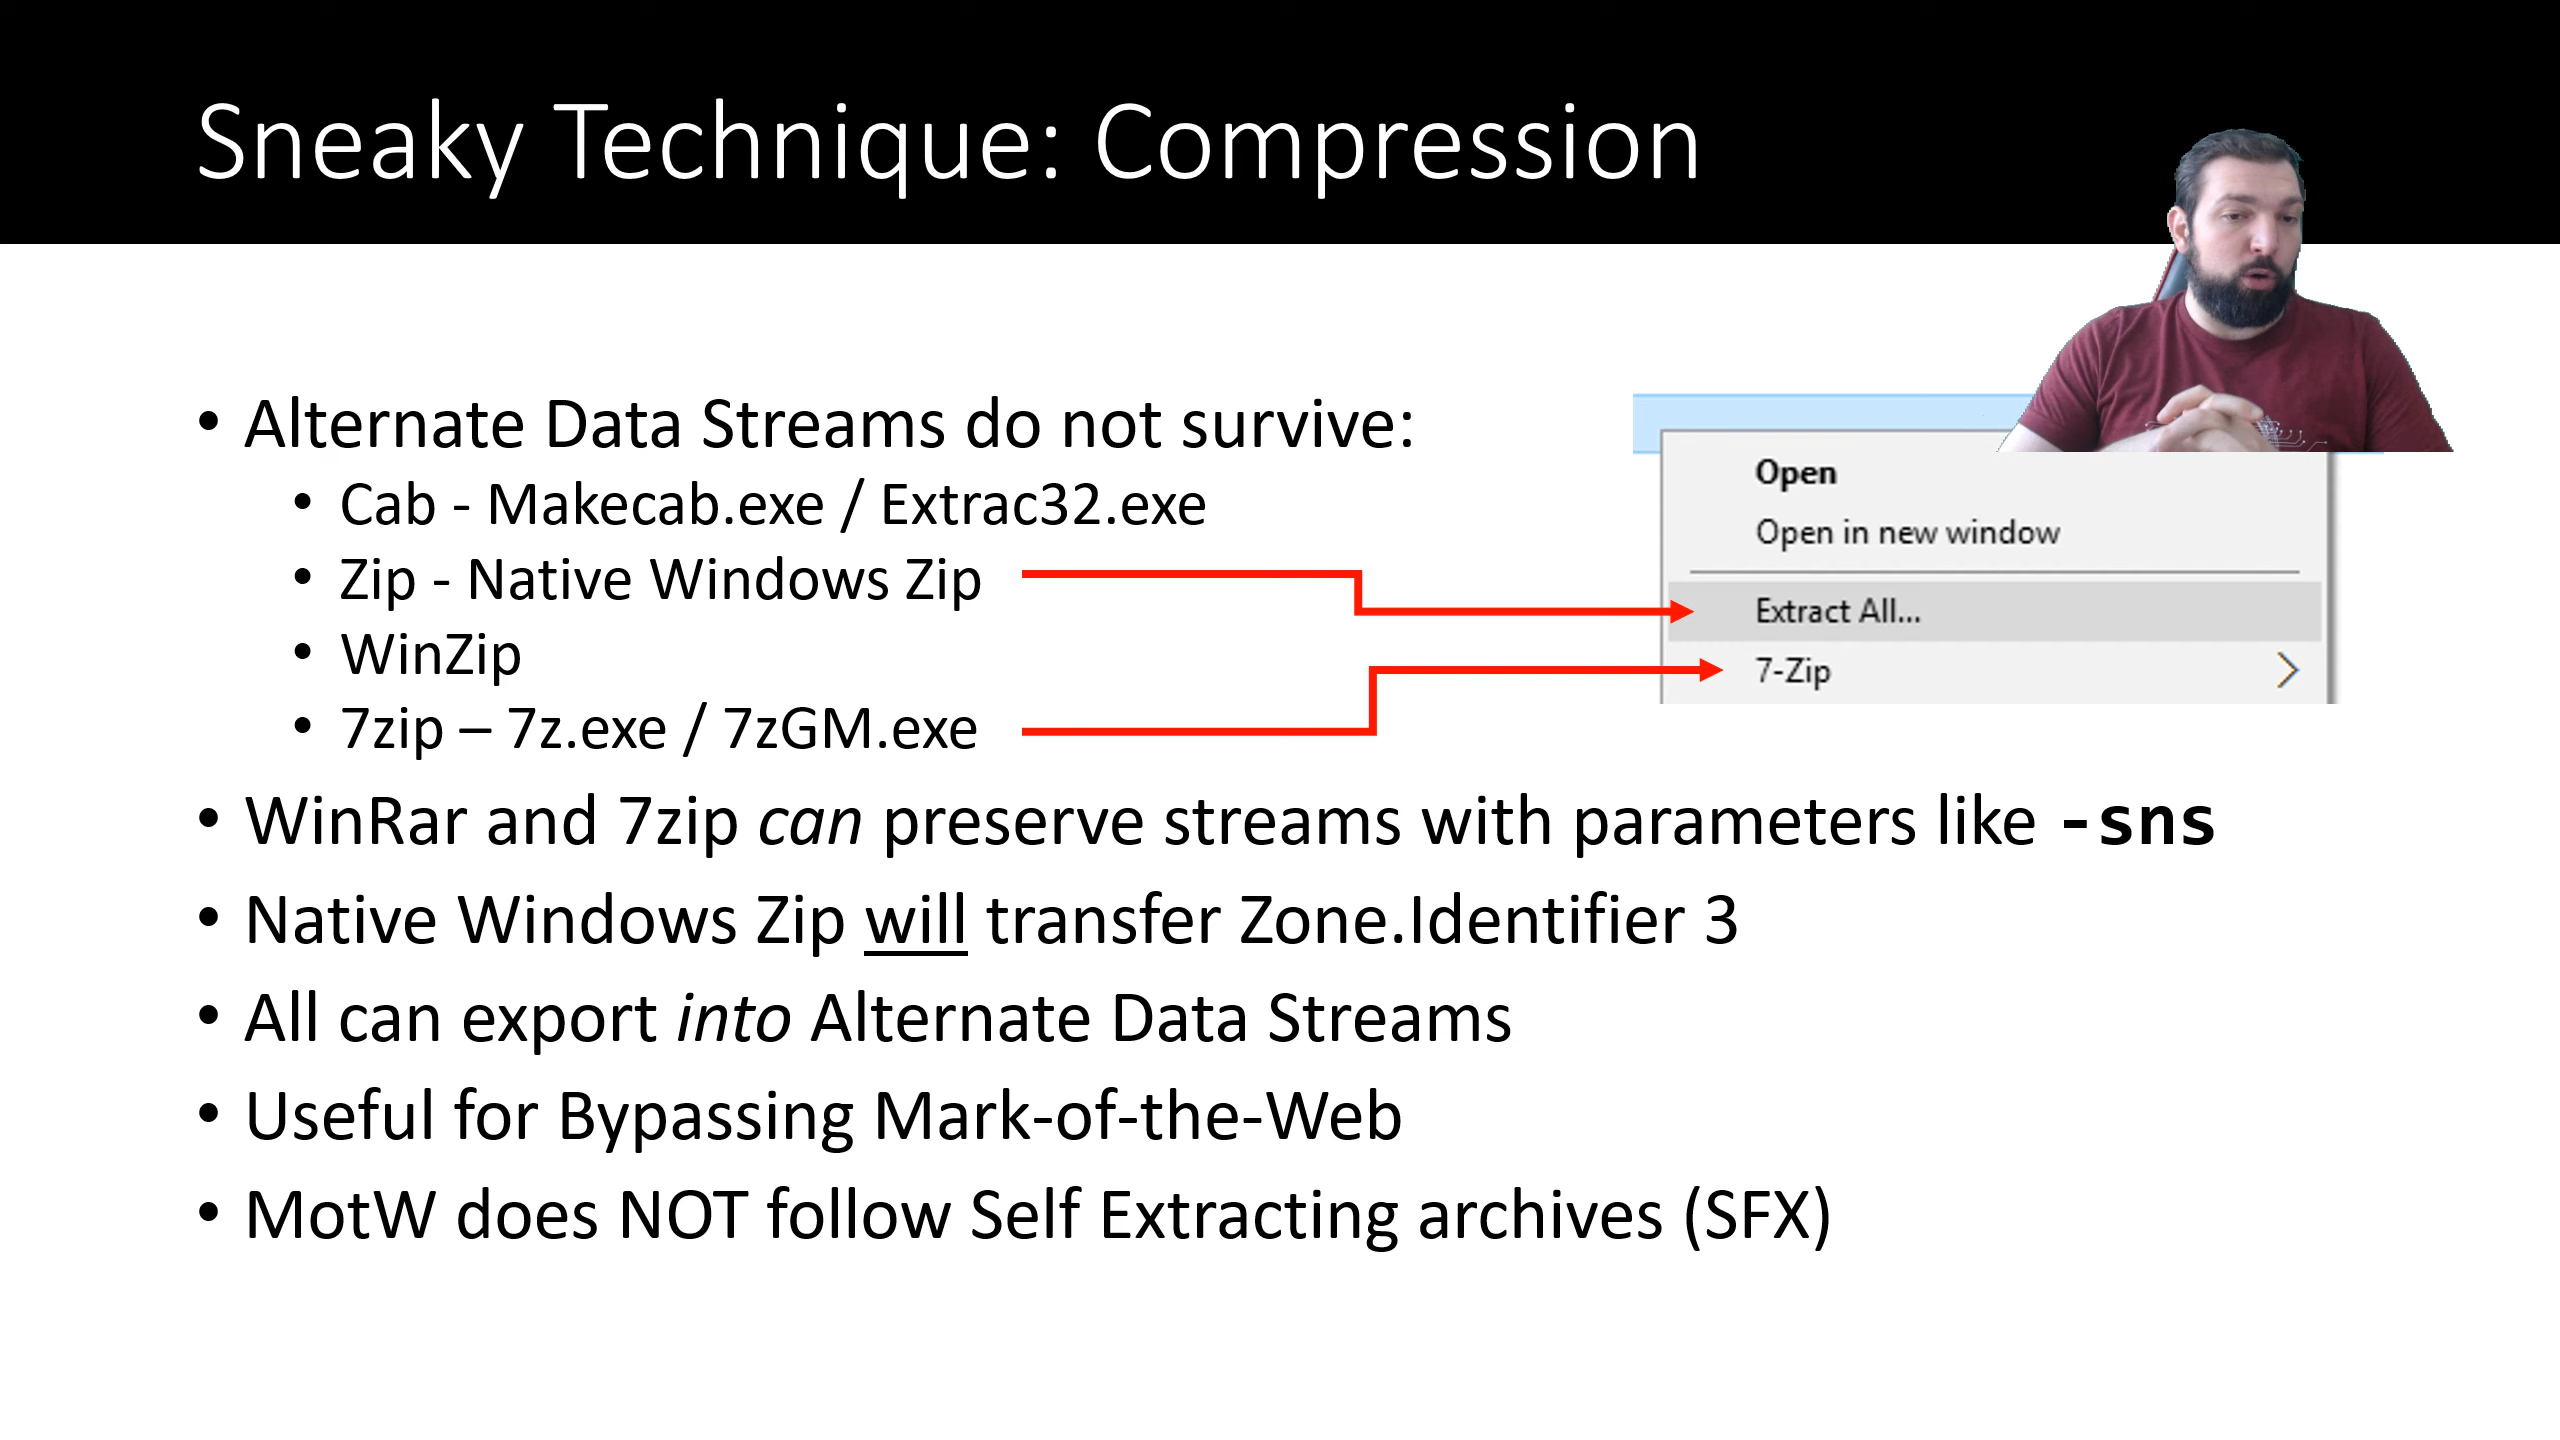 Sneaky Technique: Compression
• Alternate Data Streams do not survive:
• Cab - Makecab.exe / Extrac32.exe
• Zip - Native Windows Zip
• WinZip
• 7zip – 7z.exe / 7zGM.exe
Open
Open in new window
Extract All...
7-Zip
• WinRar and 7zip can preserve streams with parameters like -sns
• Native Windows Zip will transfer Zone.Identifier 3
• All can export into Alternate Data Streams
• Useful for Bypassing Mark-of-the-Web
• MotW does NOT follow Self Extracting archives (SFX)